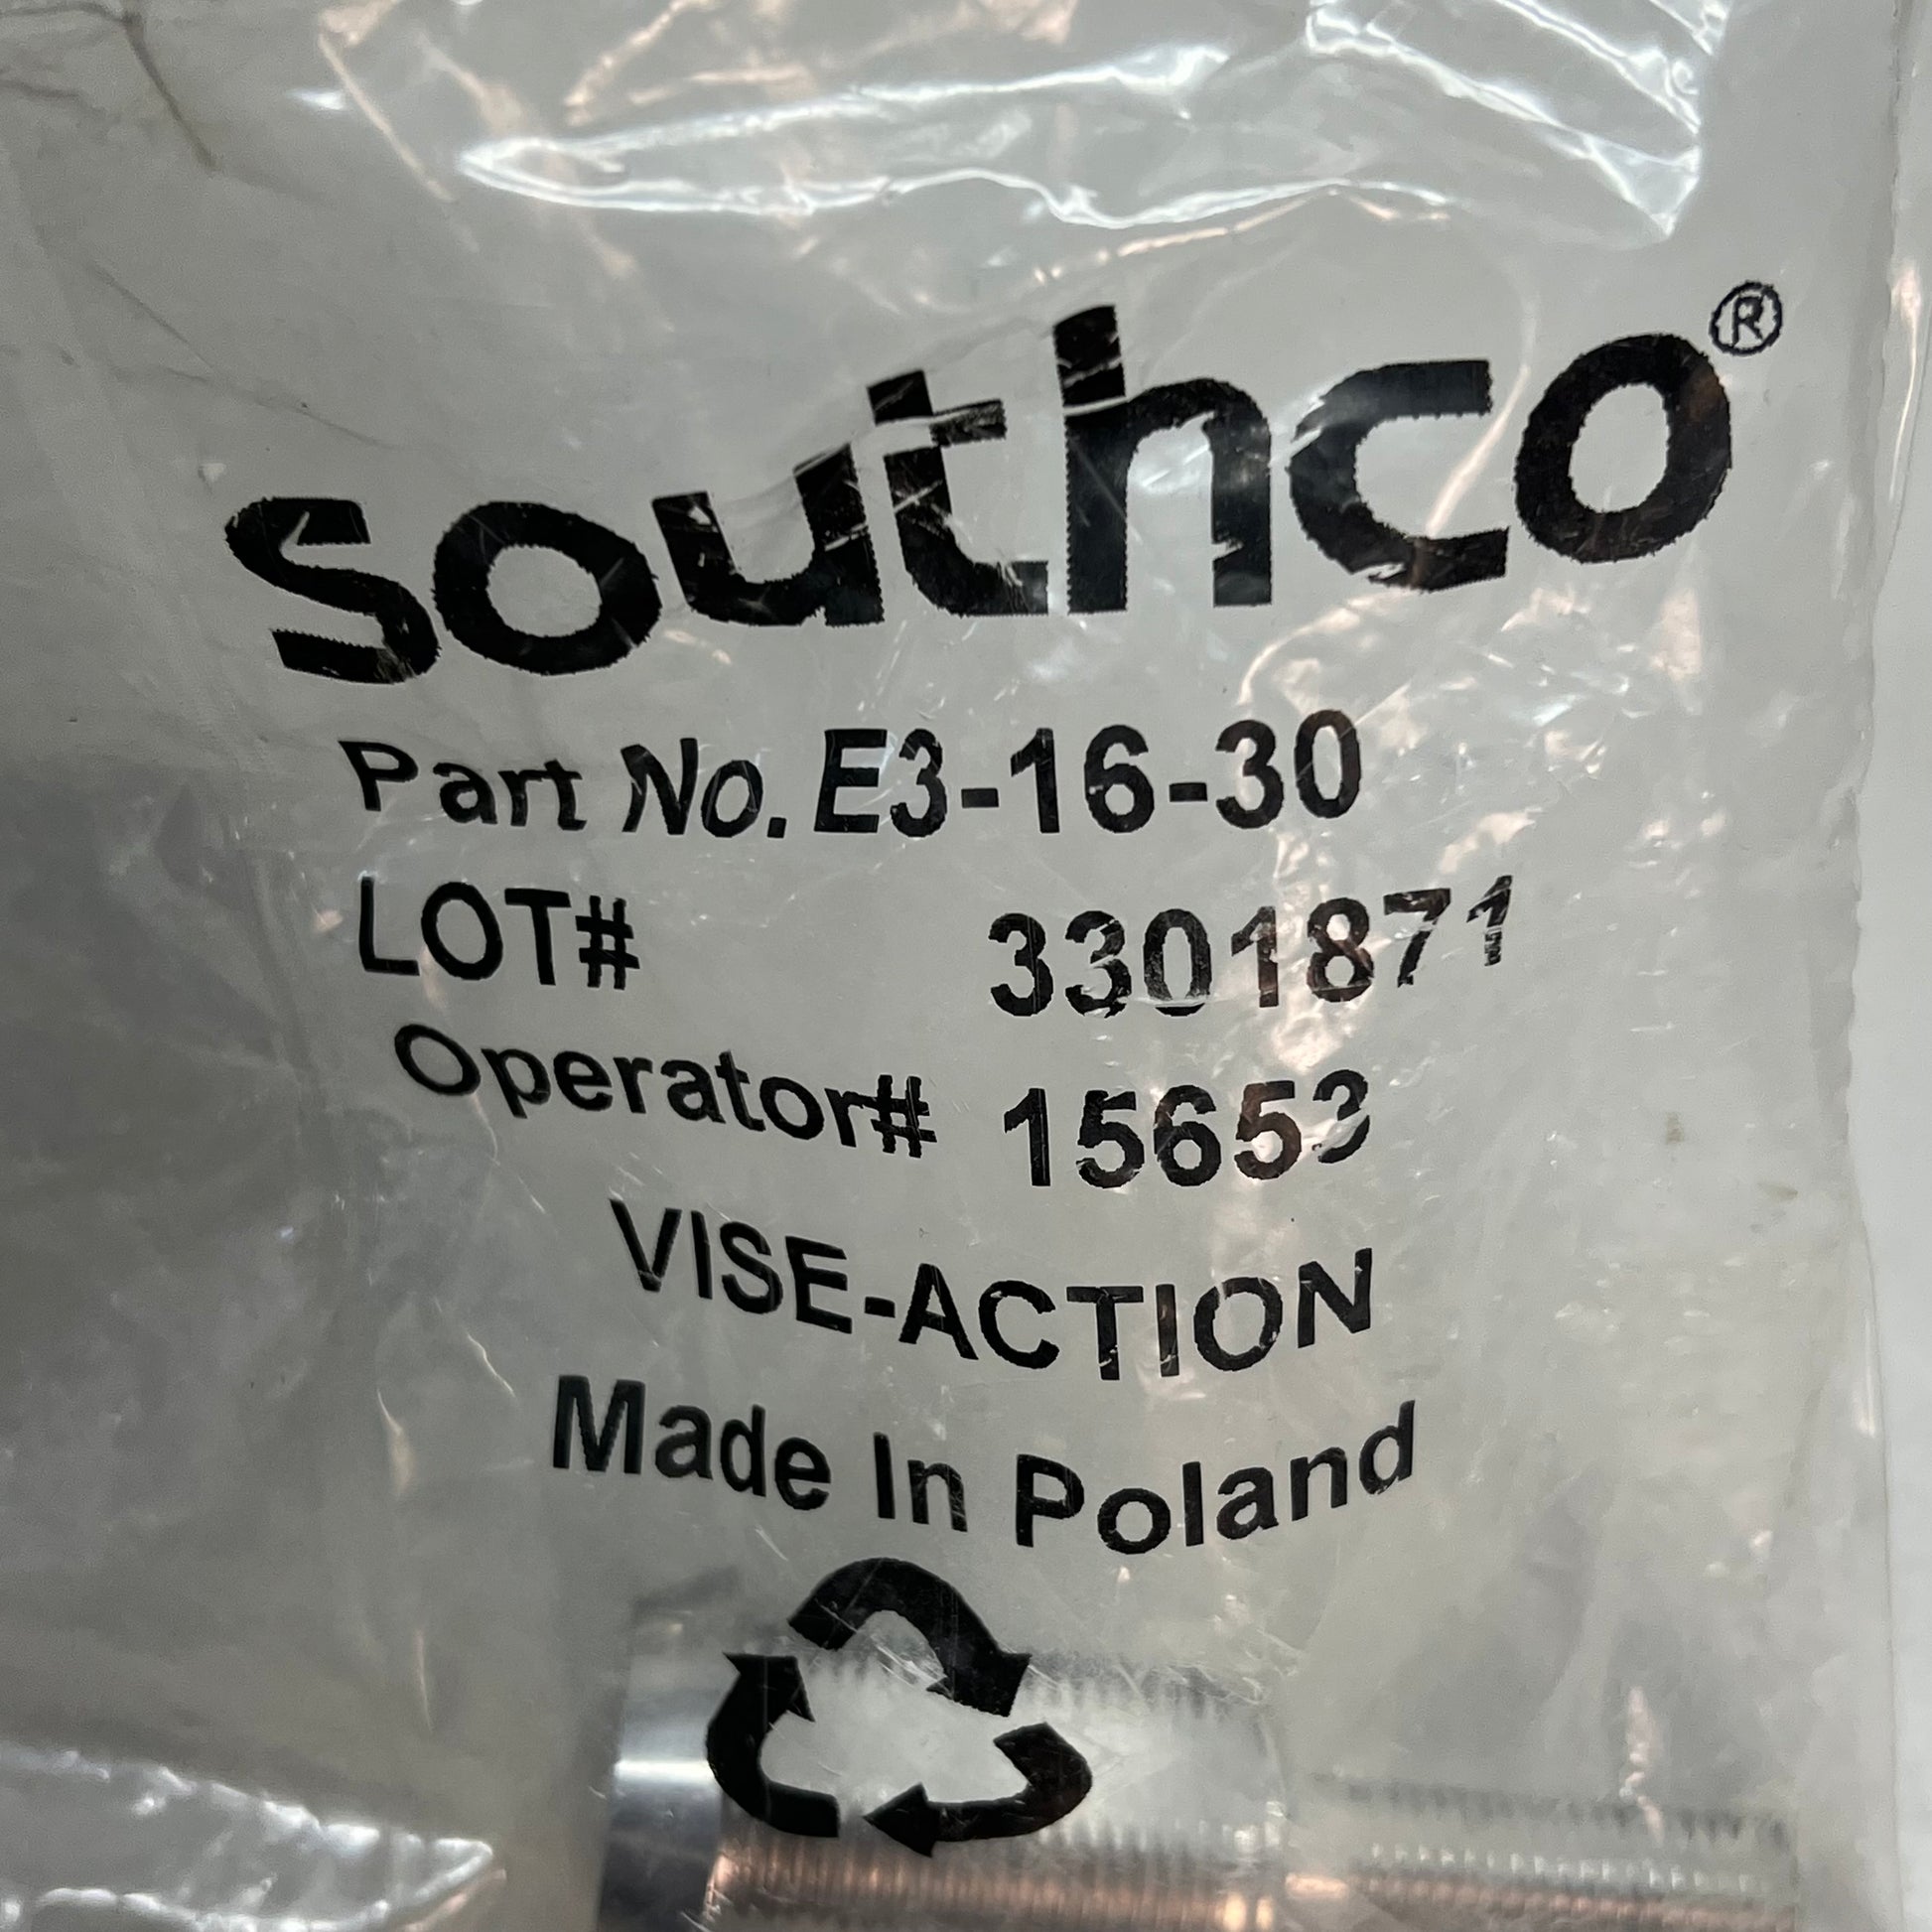 southco®
Part No. E3-16-30
LOT# 3301871
Operator# 15653
VISE-ACTION
Made In Poland